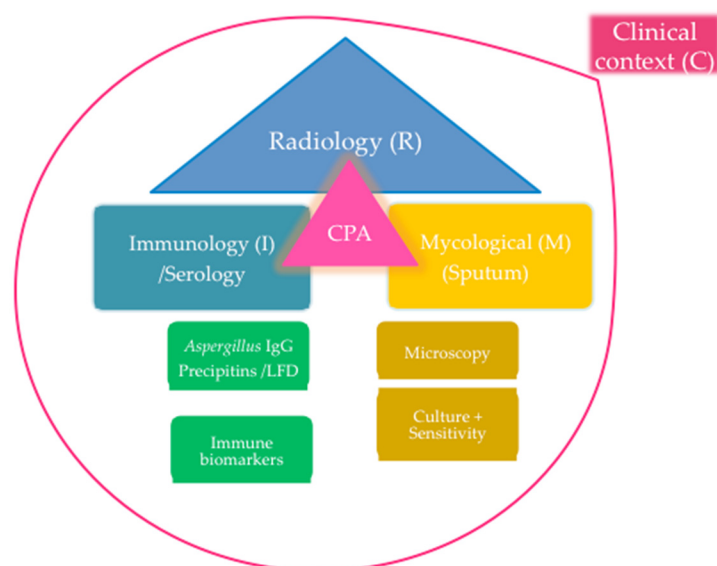 Clinical
context (C)
Radiology (R)
CPA
Immunology (I)
/Serology
Mycological (M)
(Sputum)
Aspergillus IgG
Precipitins /LFD
Microscopy
Culture +
Sensitivity
Immune
biomarkers